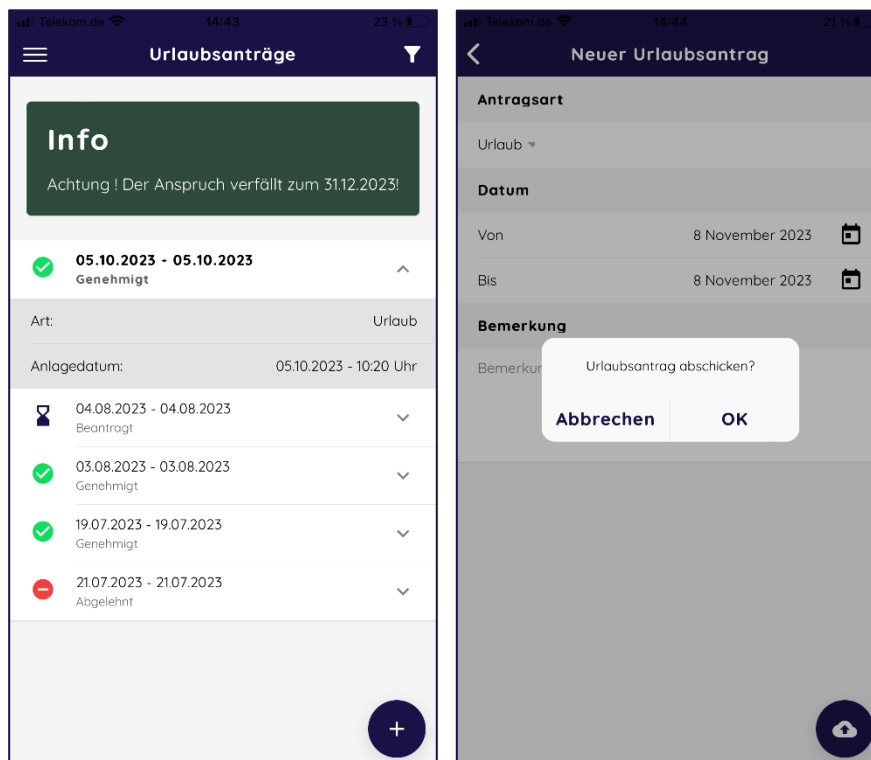 Telekom.de 14:43 23 %
Urlaubsanträge
Info
Achtung ! Der Anspruch verfällt zum 31.12.2023!
05.10.2023 - 05.10.2023
Genehmigt
Art: Urlaub
Anlagedatum: 05.10.2023 - 10:20 Uhr
04.08.2023 - 04.08.2023
Beantragt
03.08.2023 - 03.08.2023
Genehmigt
19.07.2023 - 19.07.2023
Genehmigt
21.07.2023 - 21.07.2023
Abgelehnt
Telekom.de 14:44 21 %
Neuer Urlaubsantrag
Antragsart
Urlaub
Datum
Von 8 November 2023
Bis 8 November 2023
Bemerkung
Bemerkun
Urlaubsantrag abschicken?
Abbrechen OK